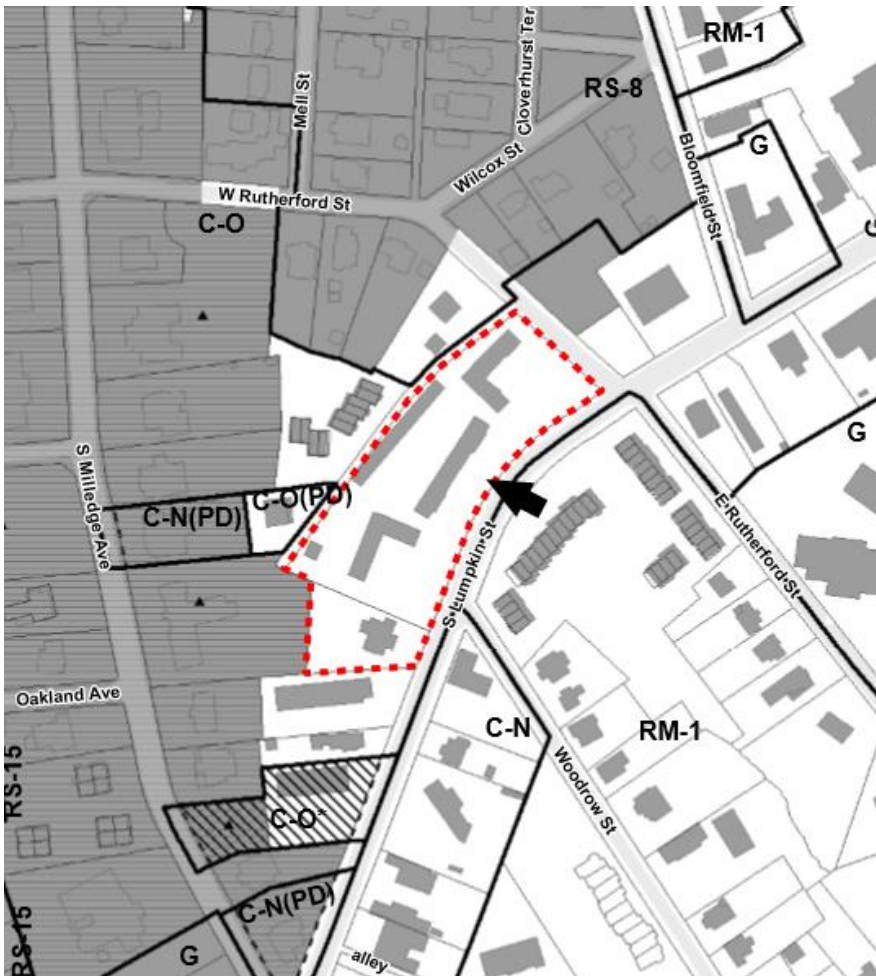 RM-1
Mell St
Cloverhurst Ter
RS-8
Wilcox St
Bloomfield St
G
W Rutherford St
C-O
G
S Milledge Ave
C-N(PD)
C-O(PD)
G
E Rutherford St
S Lumpkin St
Oakland Ave
C-N
RM-1
Woodrow St
RS-15
C-O*
C-N(PD)
RS-15
G
alley